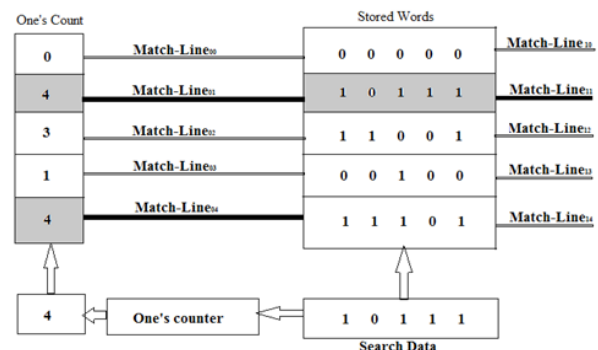 One's Count Stored Words
0 Match-Line00 0 0 0 0 0 Match-Line10
4 Match-Line01 1 0 1 1 1 Match-Line11
3 Match-Line02 1 1 0 0 1 Match-Line12
1 Match-Line03 0 0 1 0 0 Match-Line13
4 Match-Line04 1 1 1 0 1 Match-Line14
4 One's counter 1 0 1 1 1
Search Data